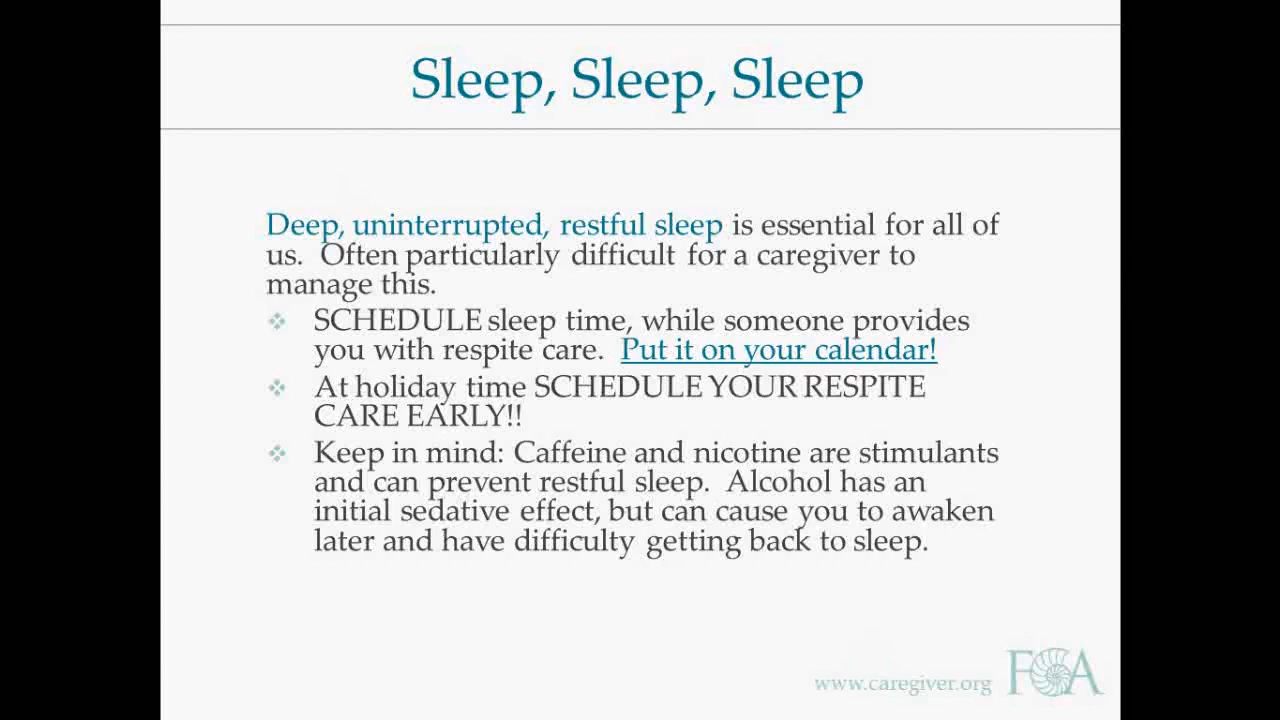 Sleep, Sleep, Sleep
Deep, uninterrupted, restful sleep is essential for all of
us. Often particularly difficult for a caregiver to
manage this.
SCHEDULE sleep time, while someone provides
you with respite care. Put it on your calendar!
At holiday time SCHEDULE YOUR RESPITE
CARE EARLY!!
Keep in mind: Caffeine and nicotine are stimulants
and can prevent restful sleep. Alcohol has an
initial sedative effect, but can cause you to awaken
later and have difficulty getting back to sleep.
www.caregiver.org FCA